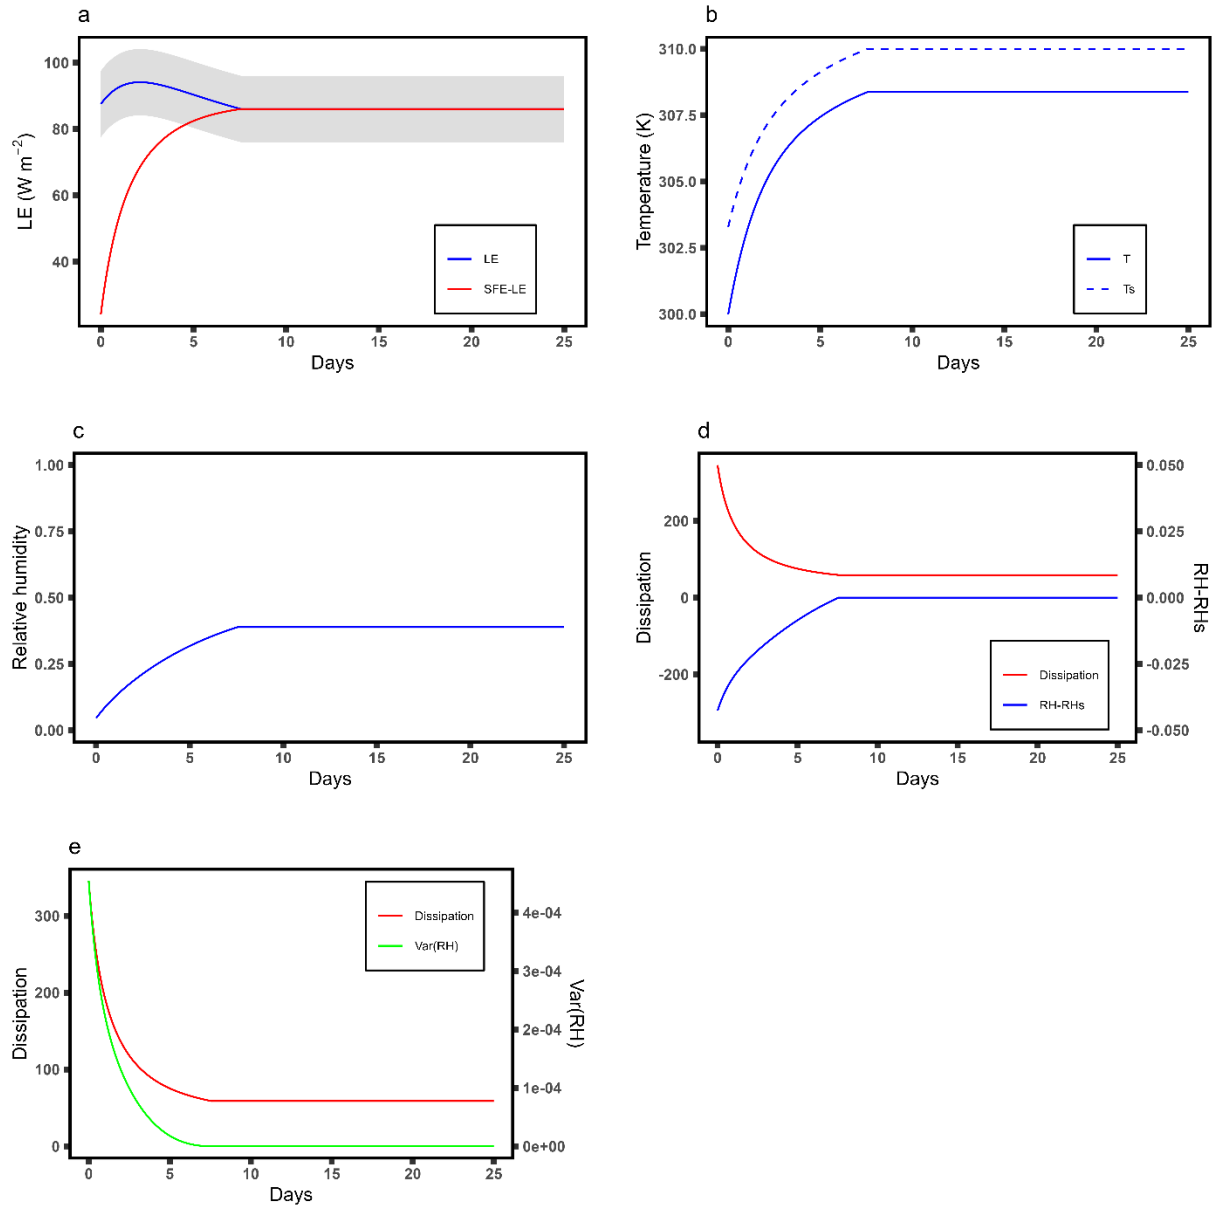 a
LE (W m⁻²)
100
80
60
40
LE
SFE-LE
0 5 10 15 20 25
Days
b
Temperature (K)
310.0
307.5
305.0
302.5
300.0
T
Ts
0 5 10 15 20 25
Days
c
Relative humidity
1.00
0.75
0.50
0.25
0.00
0 5 10 15 20 25
Days
d
Dissipation
200
0
-200
RH-RHs
0.050
0.025
0.000
-0.025
-0.050
Dissipation
RH-RHs
0 5 10 15 20 25
Days
e
Dissipation
300
200
100
0
Var(RH)
4e-04
3e-04
2e-04
1e-04
0e+00
Dissipation
Var(RH)
0 5 10 15 20 25
Days